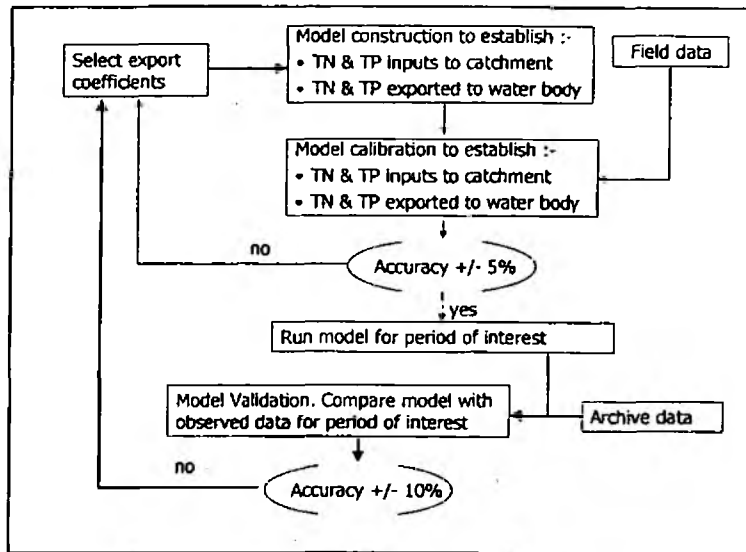 Select export
coefficients
Model construction to establish :-
• TN & TP inputs to catchment
• TN & TP exported to water body
Field data
Model calibration to establish :-
• TN & TP inputs to catchment
• TN & TP exported to water body
no
Accuracy +/- 5%
yes
Run model for period of interest
Model Validation. Compare model with
observed data for period of interest
Archive data
no
Accuracy +/- 10%